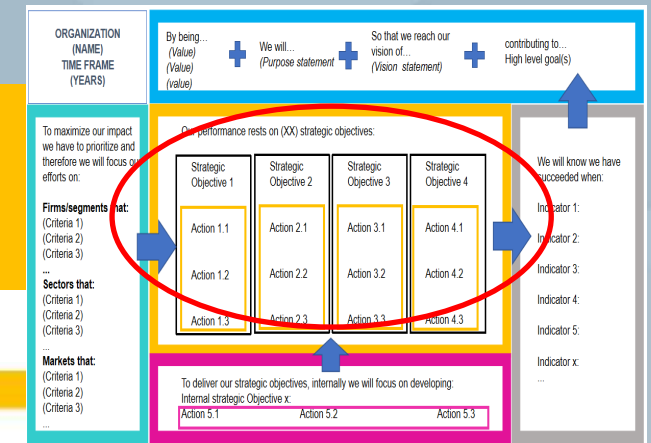 ORGANIZATION
(NAME)
TIME FRAME
(YEARS)
By being…
(Value)
(Value)
(value)
We will…
(Purpose statement
So that we reach our
vision of…
(Vision statement)
contributing to…
High level goal(s)
To maximize our impact
we have to prioritize and
therefore we will focus our
efforts on:
Firms/segments that:
(Criteria 1)
(Criteria 2)
(Criteria 3)
...
Sectors that:
(Criteria 1)
(Criteria 2)
(Criteria 3)
...
Markets that:
(Criteria 1)
(Criteria 2)
(Criteria 3)
...
Our performance rests on (XX) strategic objectives:
Strategic
Objective 1
Action 1.1
Action 1.2
Action 1.3
Strategic
Objective 2
Action 2.1
Action 2.2
Action 2.3
Strategic
Objective 3
Action 3.1
Action 3.2
Action 3.3
Strategic
Objective 4
Action 4.1
Action 4.2
Action 4.3
We will know we have
succeeded when:
Indicator 1:
Indicator 2:
Indicator 3:
Indicator 4:
Indicator 5:
Indicator x:
...
To deliver our strategic objectives, internally we will focus on developing:
Internal strategic Objective x:
Action 5.1 Action 5.2 Action 5.3